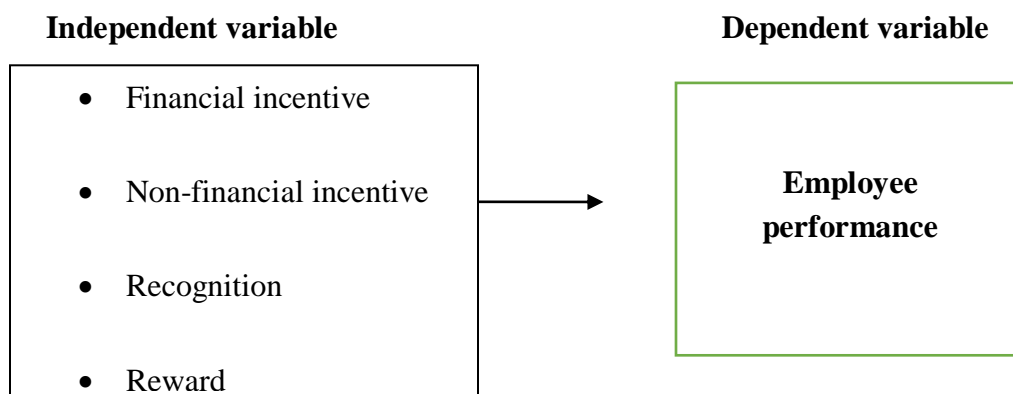 Independent variable
Dependent variable
• Financial incentive
• Non-financial incentive
• Recognition
• Reward
Employee
performance